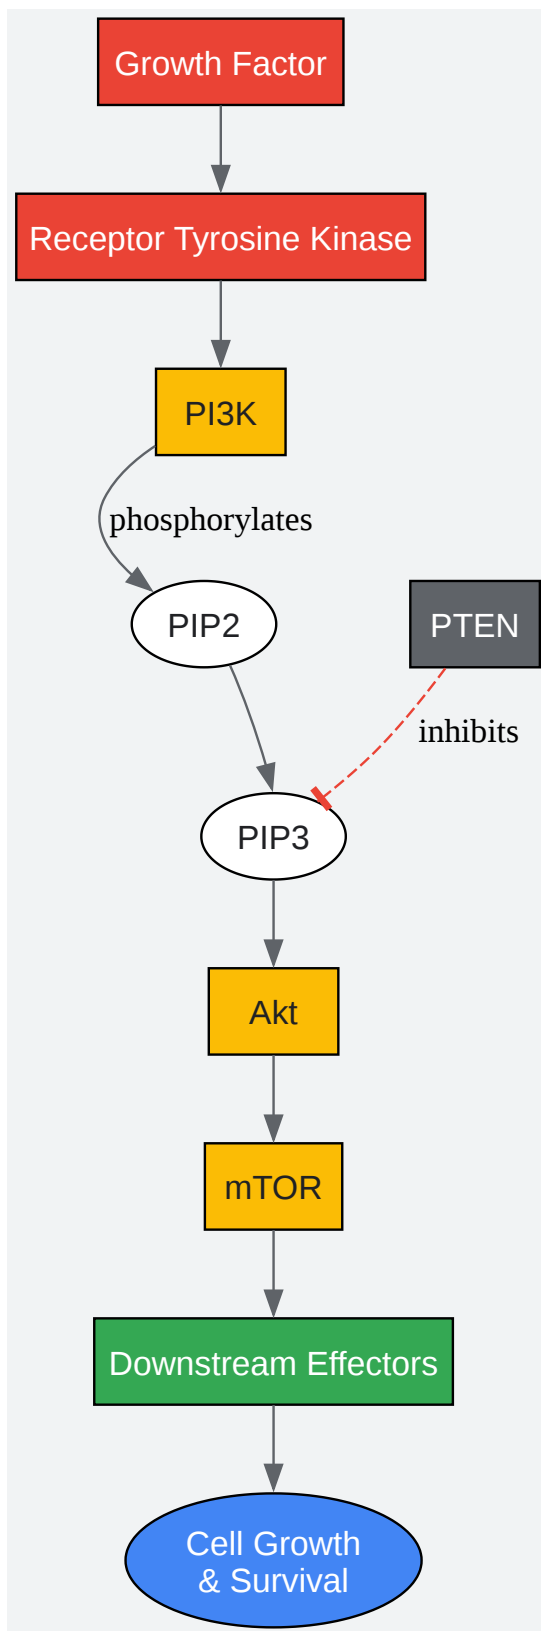 Growth Factor
Receptor Tyrosine Kinase
PI3K
phosphorylates
PIP2
PTEN
inhibits
PIP3
Akt
mTOR
Downstream Effectors
Cell Growth
& Survival